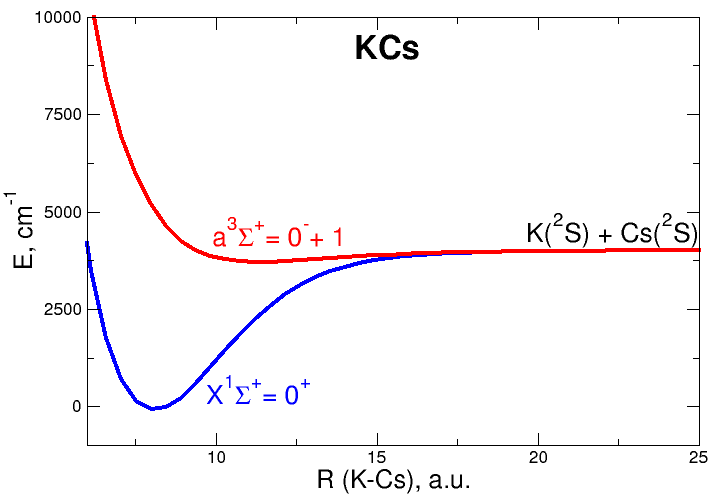 KCs
10000
7500
5000
2500
0
E, cm⁻¹
a³Σ⁺= 0⁻+ 1
K(²S) + Cs(²S)
X¹Σ⁺= 0⁺
10 15 20 25
R (K-Cs), a.u.